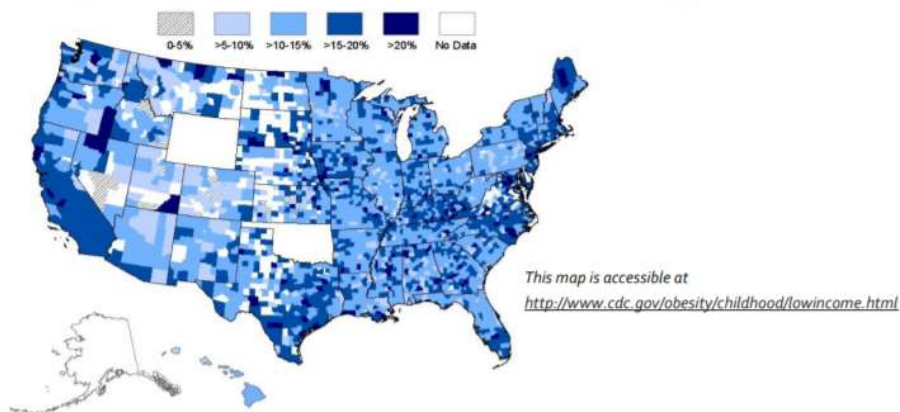 0-5% >5-10% >10-15% >15-20% >20% No Data
This map is accessible at
http://www.cdc.gov/obesity/childhood/lowincome.html